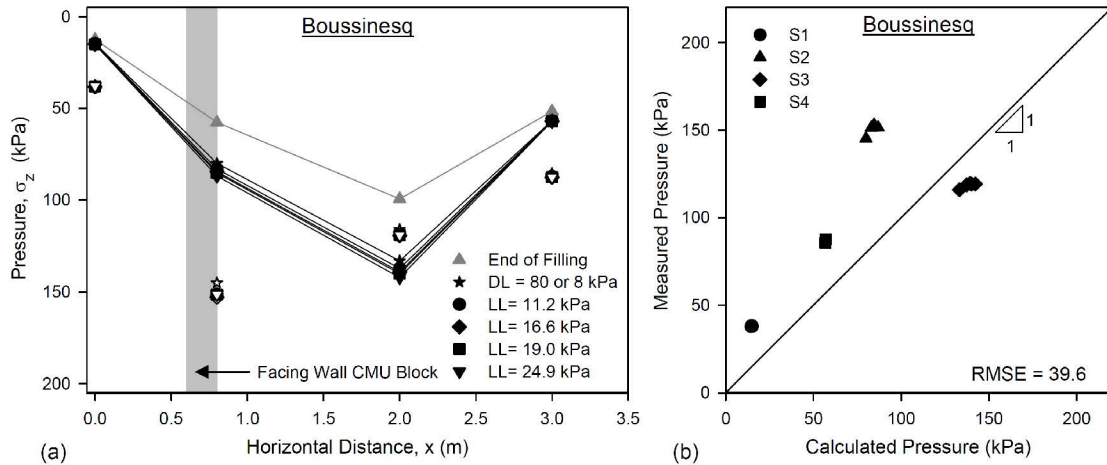 Boussinesq
Pressure, σz (kPa)
0
50
100
150
200
End of Filling
DL = 80 or 8 kPa
LL= 11.2 kPa
LL= 16.6 kPa
LL= 19.0 kPa
LL= 24.9 kPa
Facing Wall CMU Block
0.0 0.5 1.0 1.5 2.0 2.5 3.0 3.5
Horizontal Distance, x (m)
(a)
Boussinesq
Measured Pressure (kPa)
200
150
100
50
0
S1
S2
S3
S4
1
1
RMSE = 39.6
0 50 100 150 200
Calculated Pressure (kPa)
(b)